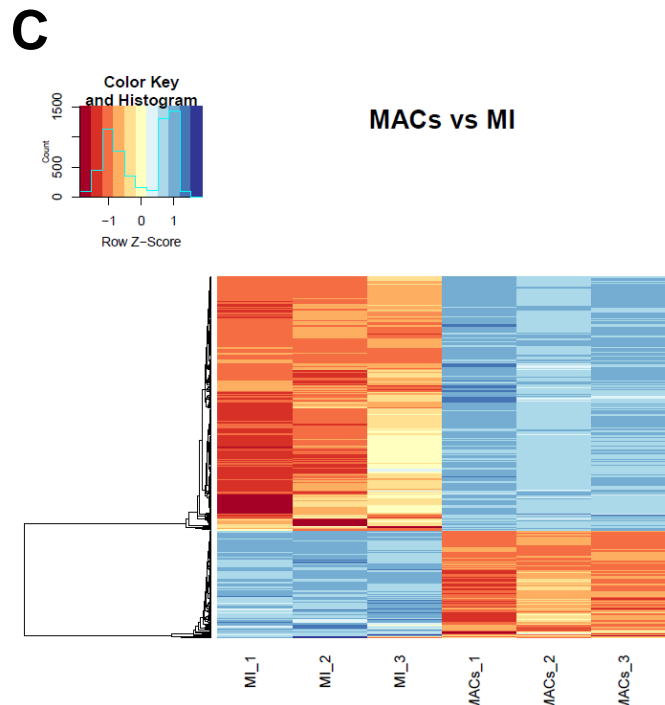 C
Color Key
and Histogram
MACs vs MI
Count
0
500
1500
−1
0
1
Row Z−Score
MI_1
MI_2
MI_3
MACs_1
MACs_2
MACs_3